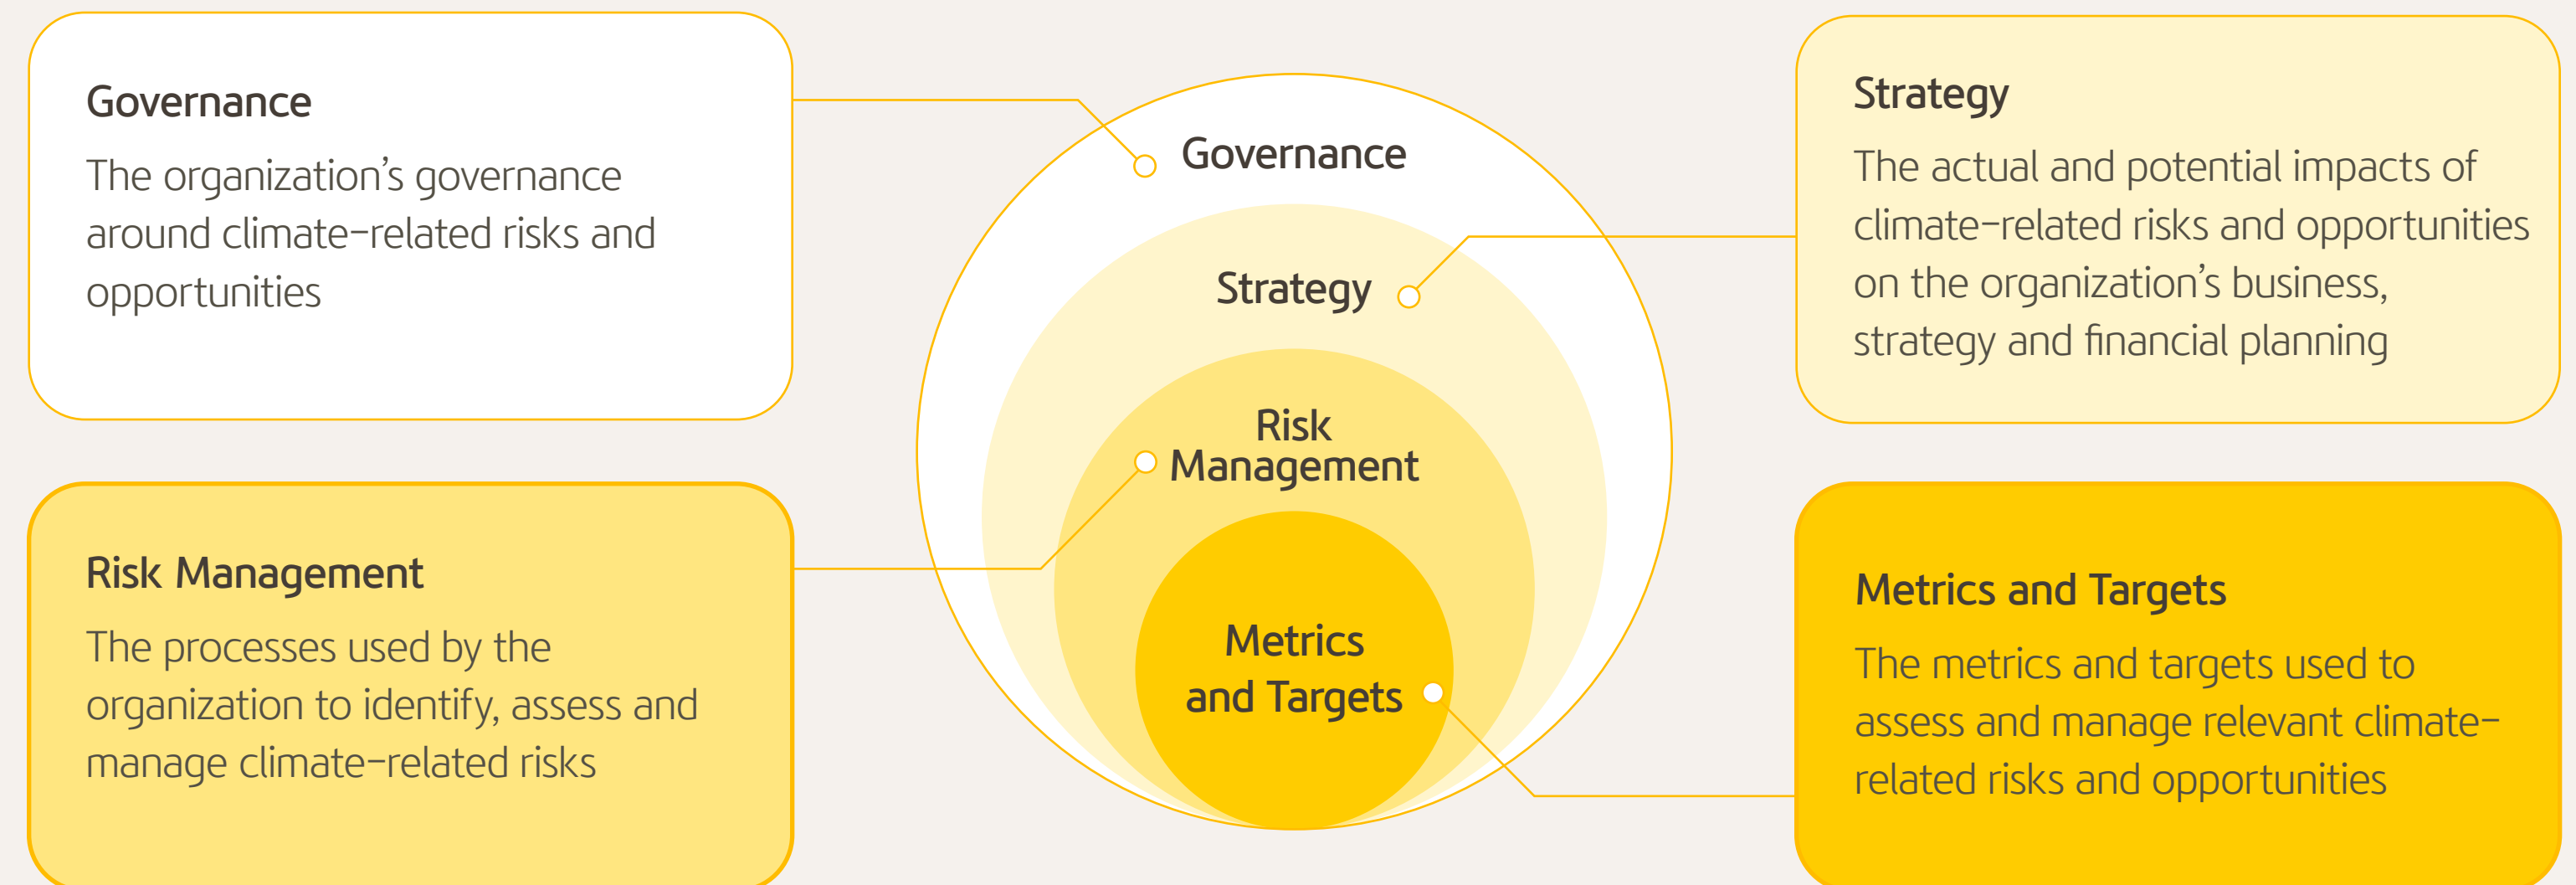 Governance
The organization’s governance
around climate-related risks and
opportunities
Governance
Strategy
Risk
Management
Metrics
and Targets
Strategy
The actual and potential impacts of
climate-related risks and opportunities
on the organization’s business,
strategy and financial planning
Risk Management
The processes used by the
organization to identify, assess and
manage climate-related risks
Metrics and Targets
The metrics and targets used to
assess and manage relevant climate-
related risks and opportunities